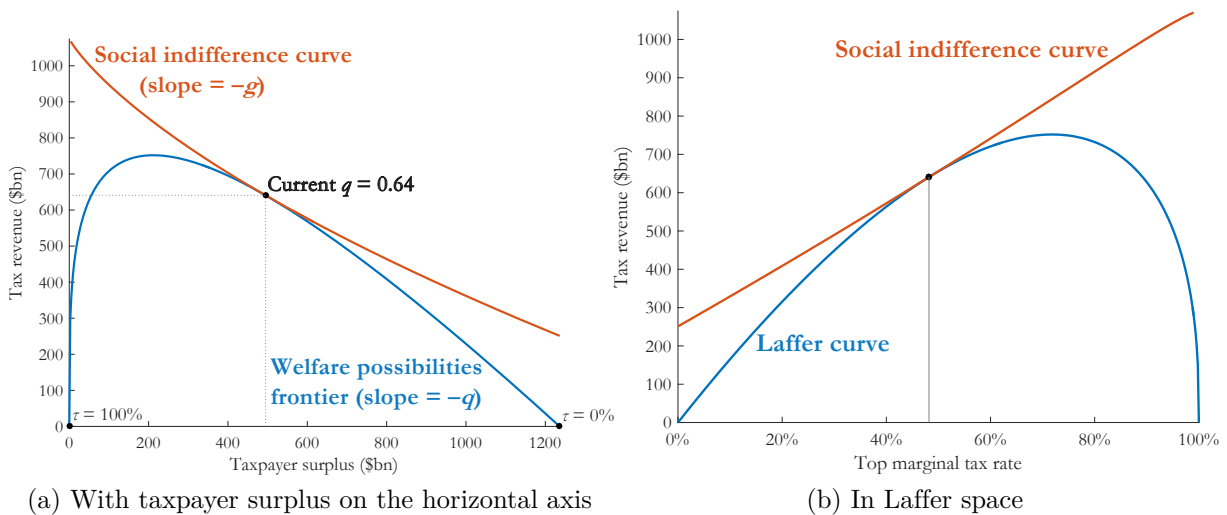 Social indifference curve
(slope = −g)
Current q = 0.64
Welfare possibilities
frontier (slope = −q)
τ = 100%
τ = 0%
1000
900
800
700
600
500
400
300
200
100
0
Tax revenue ($bn)
0
200
400
600
800
1000
1200
Taxpayer surplus ($bn)
(a) With taxpayer surplus on the horizontal axis
Social indifference curve
Laffer curve
1000
900
800
700
600
500
400
300
200
100
0
Tax revenue ($bn)
0%
20%
40%
60%
80%
100%
Top marginal tax rate
(b) In Laffer space